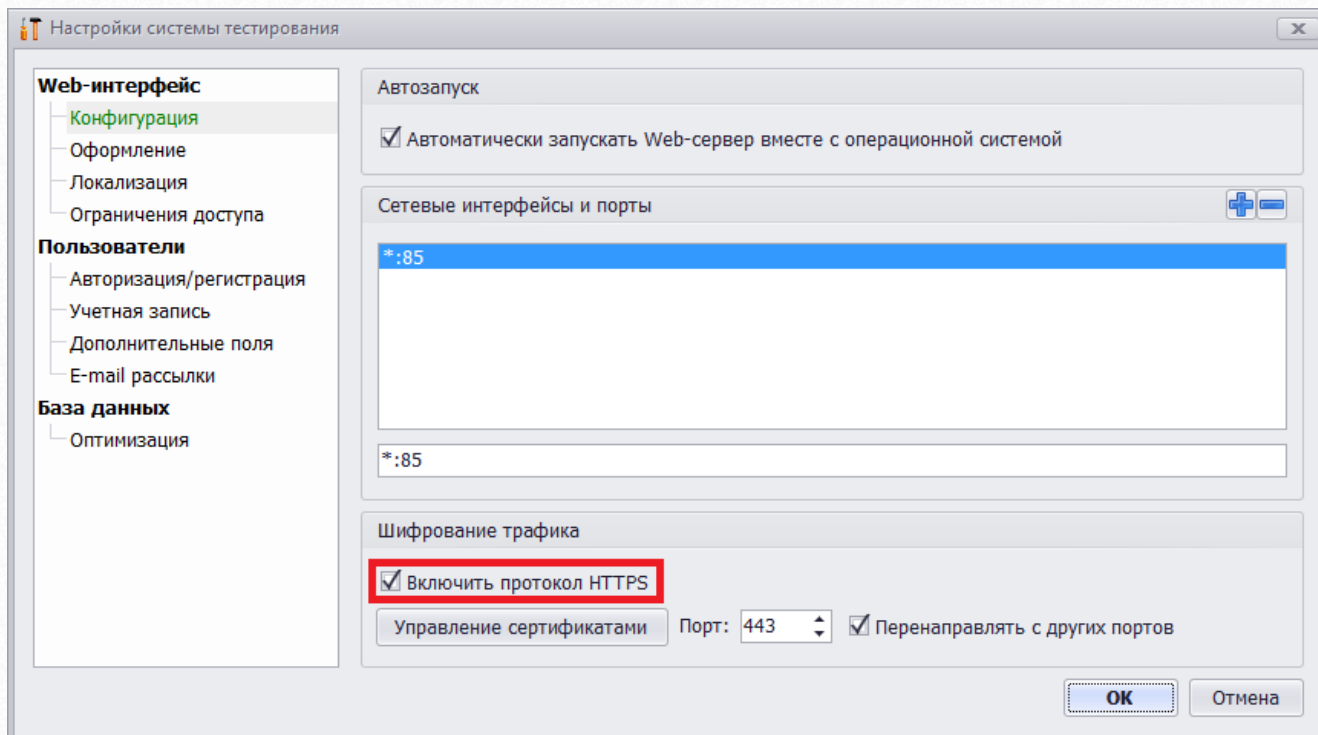 Настройки системы тестирования
Web-интерфейс
Конфигурация
Оформление
Локализация
Ограничения доступа
Пользователи
Авторизация/регистрация
Учетная запись
Дополнительные поля
E-mail рассылки
База данных
Оптимизация
Автозапуск
Автоматически запускать Web-сервер вместе с операционной системой
Сетевые интерфейсы и порты
*:85
*:85
Шифрование трафика
Включить протокол HTTPS
Управление сертификатами Порт: 443 Перенаправлять с других портов
ОК Отмена